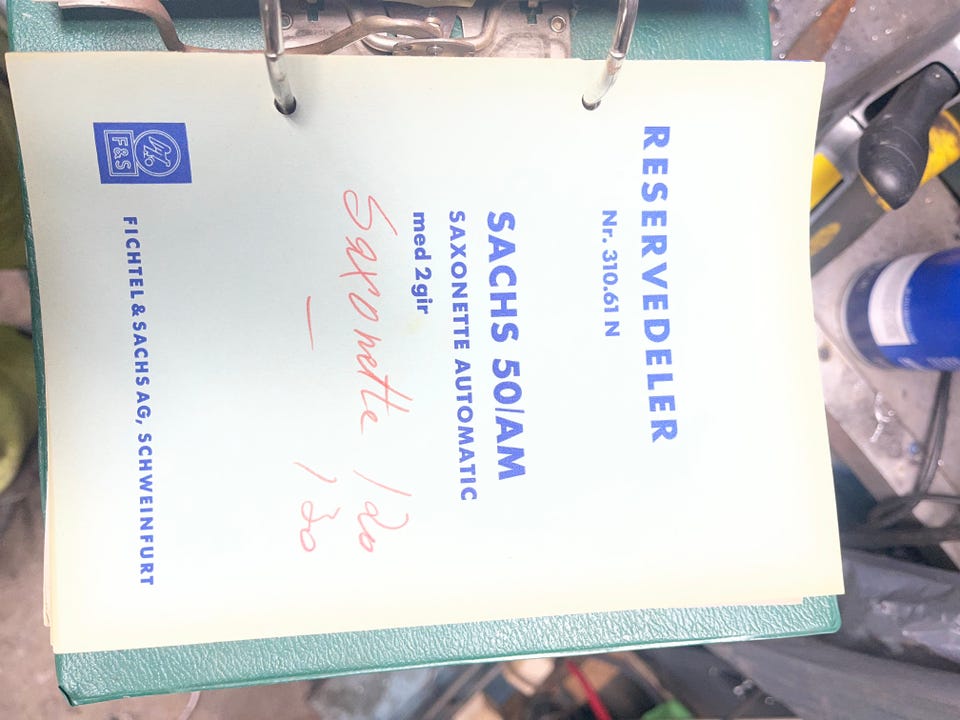 RESERVEDELER
Nr. 310.61 N
SACHS 50/AM
SAXONETTE AUTOMATIC
med 2 gir
Saxonette 120
— 130
F&S
FICHTEL & SACHS AG, SCHWEINFURT